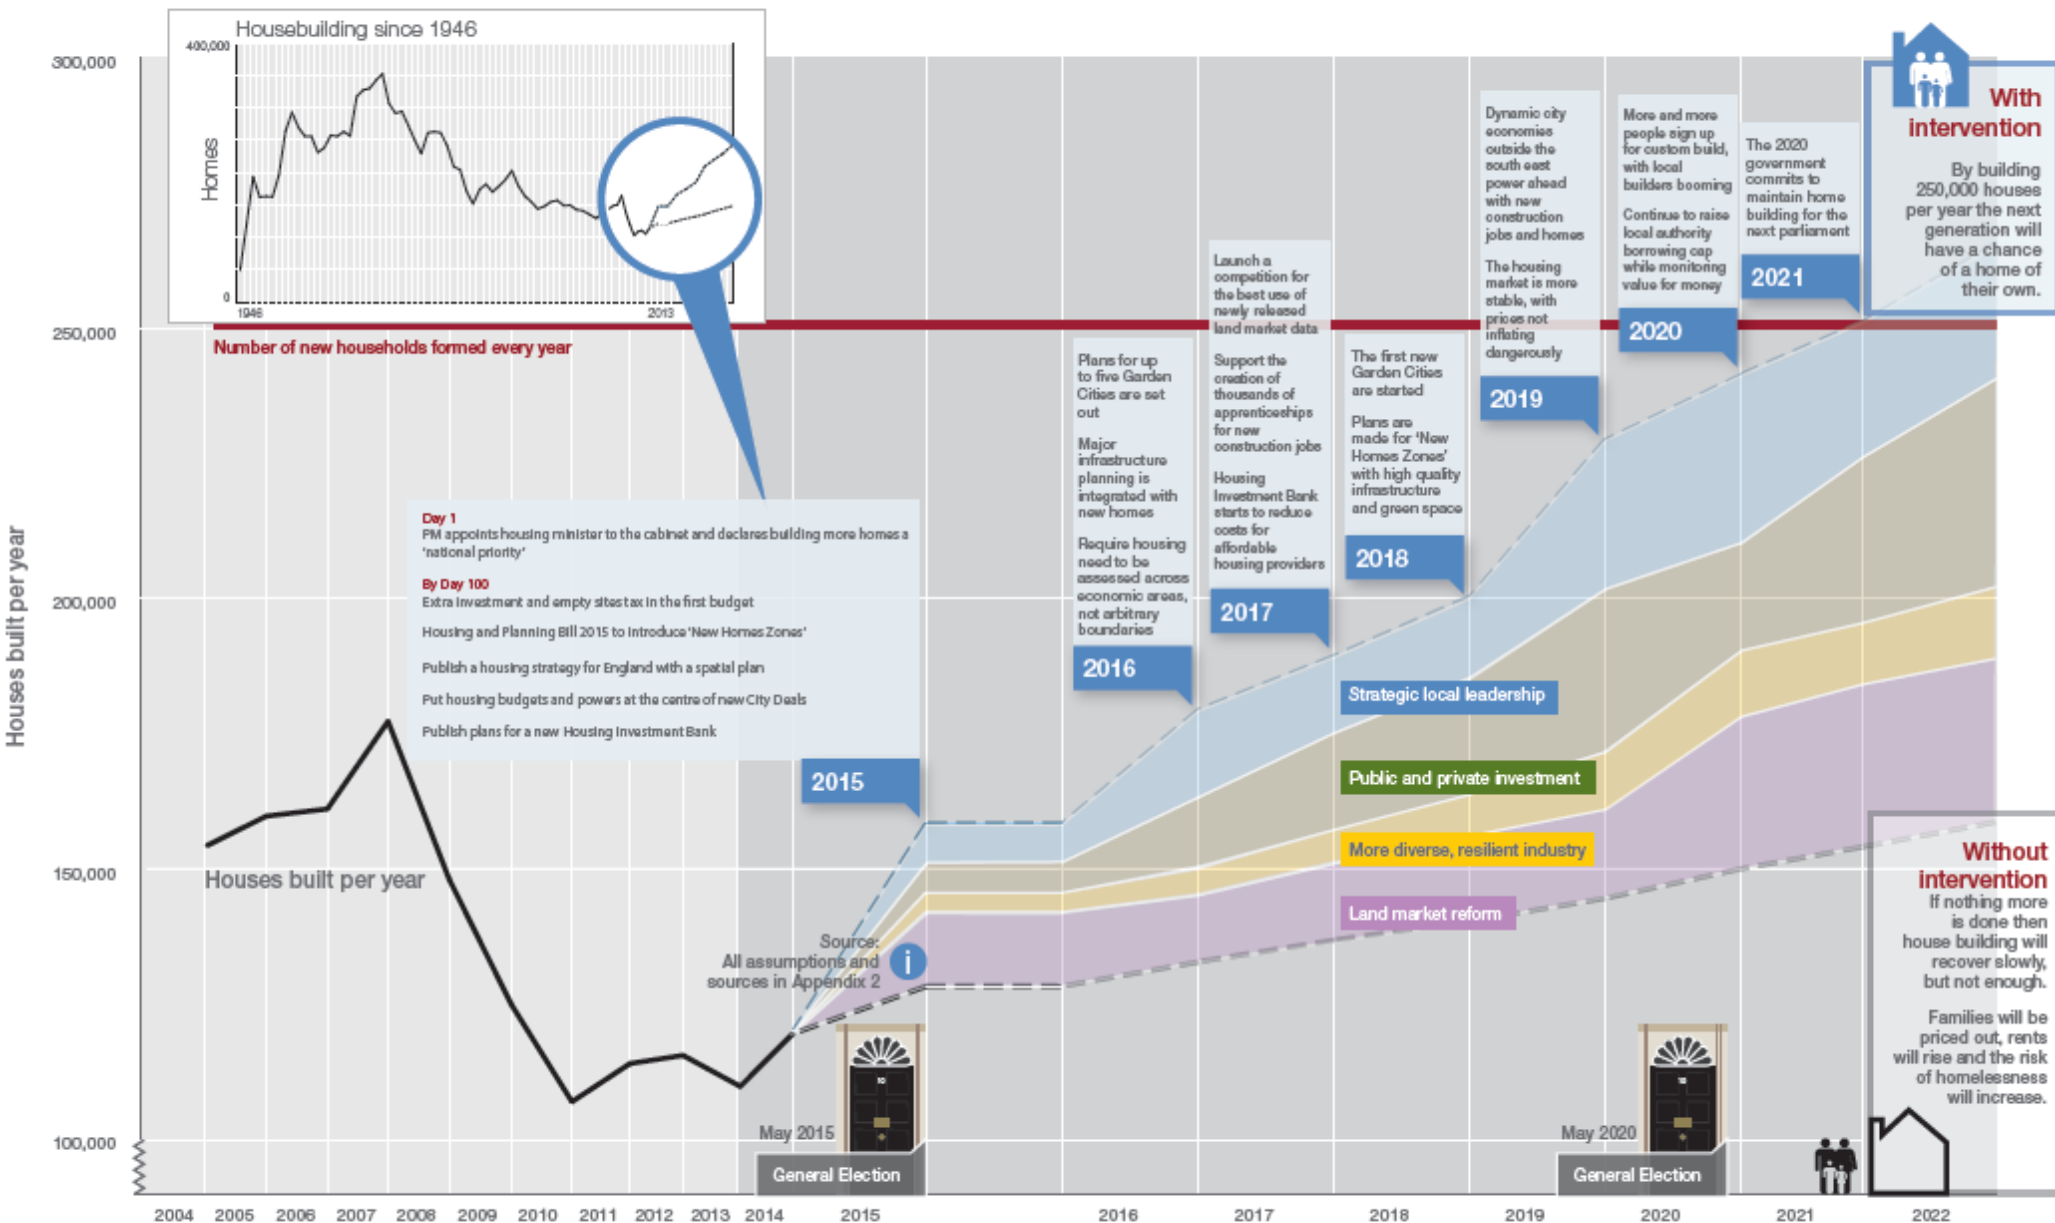 Housebuilding since 1946
400,000
Homes
0
1946
2013
300,000
250,000
200,000
150,000
100,000
Houses built per year
Number of new households formed every year
Day 1
PM appoints housing minister to the cabinet and declares building more homes a
'national priority'
By Day 100
Extra investment and empty sites tax in the first budget
Housing and Planning Bill 2015 to introduce 'New Homes Zones'
Publish a housing strategy for England with a spatial plan
Put housing budgets and powers at the centre of new City Deals
Publish plans for a new Housing Investment Bank
2015
Plans for up
to five Garden
Cities are set
out
Major
infrastructure
planning is
integrated with
new homes
Require housing
need to be
assessed across
economic areas,
not arbitrary
boundaries
2016
Launch a
competition for
the best use of
newly released
land market data
Support the
creation of
thousands of
apprenticeships
for new
construction jobs
Housing
Investment Bank
starts to reduce
costs for
affordable
housing providers
2017
The first new
Garden Cities
are started
Plans are
made for 'New
Homes Zones'
with high quality
infrastructure
and green space
2018
Dynamic city
economies
outside the
south east
power ahead
with new
construction
jobs and homes
The housing
market is more
stable, with
prices not
inflating
dangerously
2019
More and more
people sign up
for custom build,
with local
builders booming
Continue to raise
local authority
borrowing cap
while monitoring
value for money
2020
The 2020
government
commits to
maintain home
building for the
next parliament
2021
With
intervention
By building
250,000 houses
per year the next
generation will
have a chance
of a home of
their own.
Strategic local leadership
Public and private investment
More diverse, resilient industry
Land market reform
Houses built per year
Source:
All assumptions and
sources in Appendix 2
i
Without
intervention
If nothing more
is done then
house building will
recover slowly,
but not enough.
Families will be
priced out, rents
will rise and the risk
of homelessness
will increase.
10
May 2015
General Election
10
May 2020
General Election
2004 2005 2006 2007 2008 2009 2010 2011 2012 2013 2014 2015 2016 2017 2018 2019 2020 2021 2022